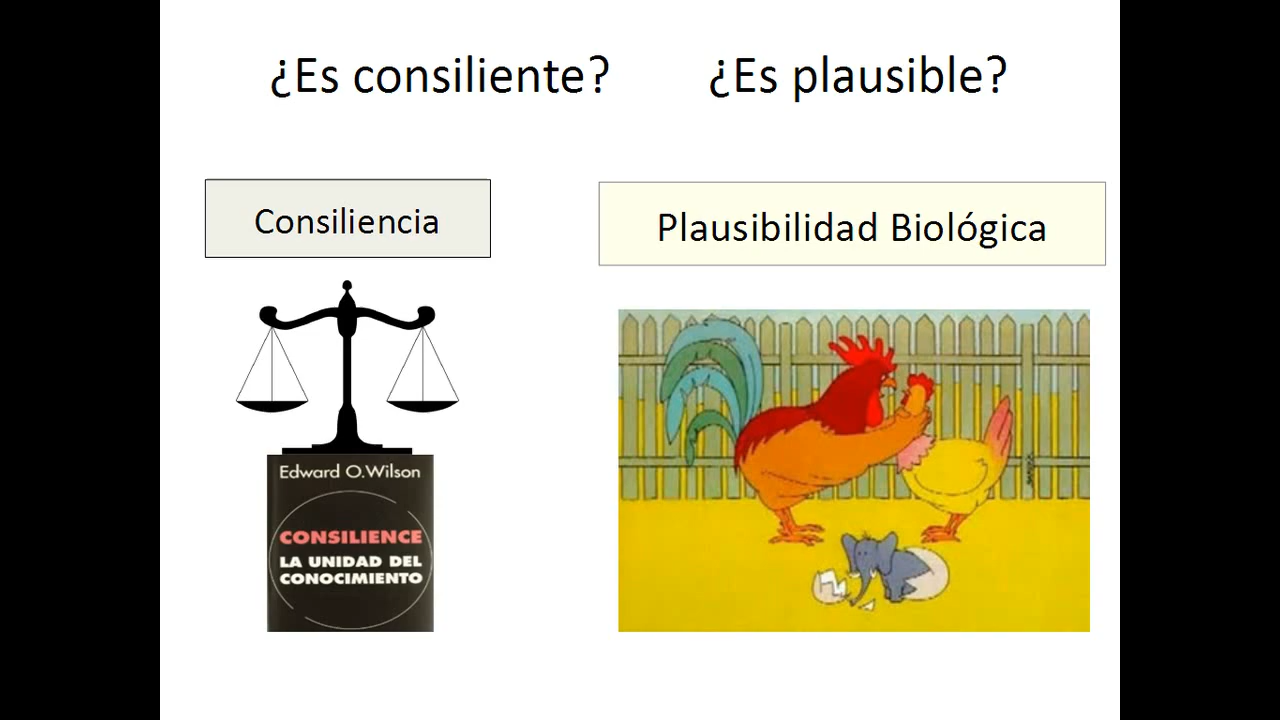 ¿Es consiliente? ¿Es plausible?
Consiliencia
Plausibilidad Biológica
Edward O. Wilson
CONSILIENCE
LA UNIDAD DEL
CONOCIMIENTO